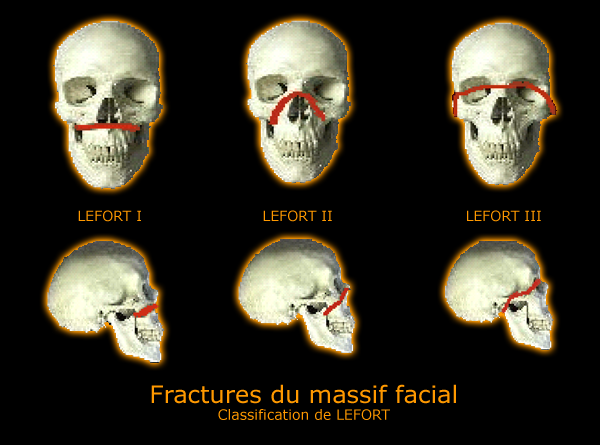 LEFORT I
LEFORT II
LEFORT III
Fractures du massif facial
Classification de LEFORT